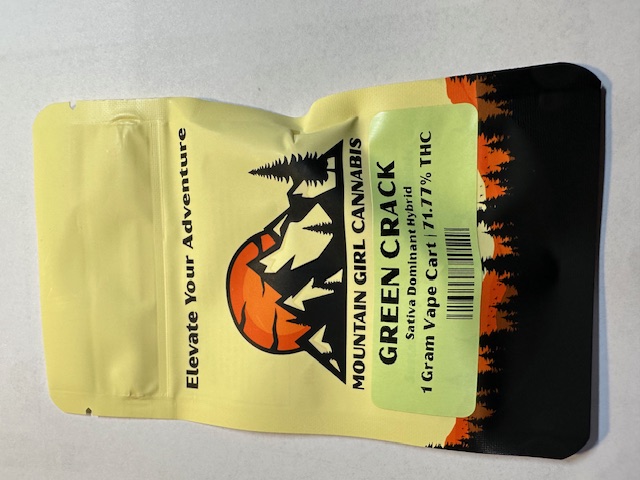 Elevate Your Adventure
MOUNTAIN GIRL CANNABIS
GREEN CRACK
Sativa Dominant Hybrid
1 Gram Vape Cart | 71.77% THC